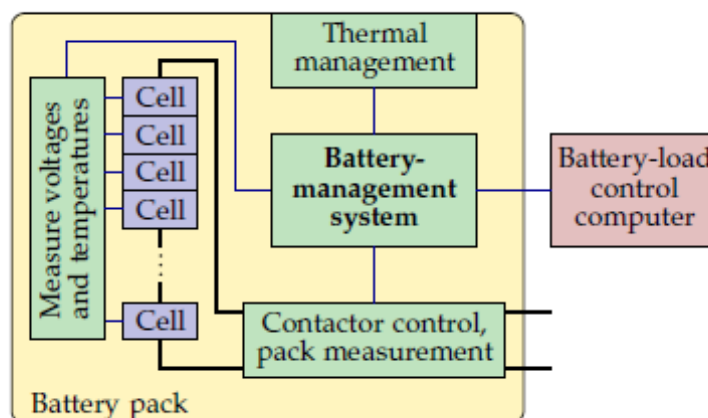 Thermal
management
Measure voltages
and temperatures
Cell
Cell
Cell
Cell
Cell
Battery-
management
system
Battery-load
control
computer
Contactor control,
pack measurement
Battery pack